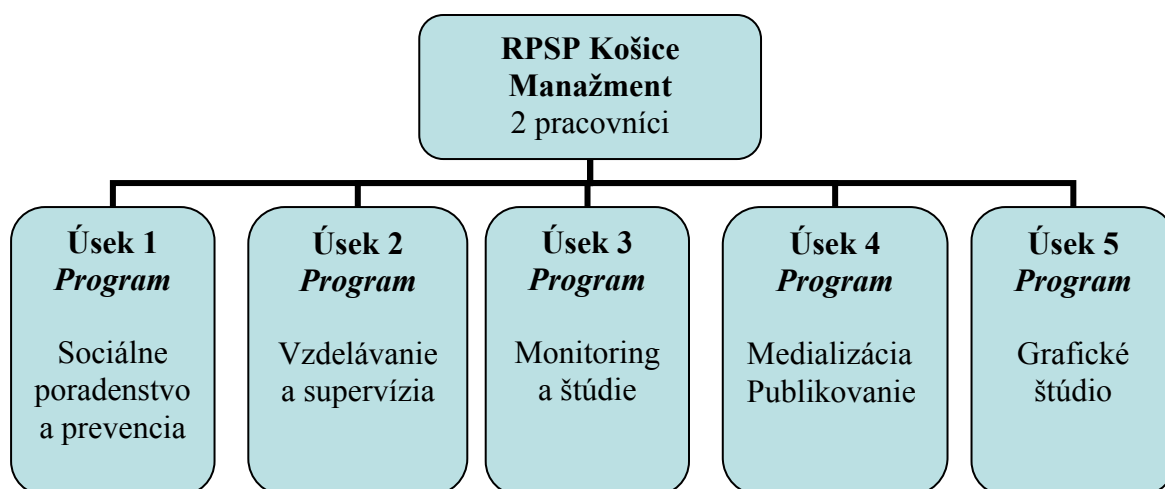 RPSP Košice
Manažment
2 pracovníci
Úsek 1
Program
Sociálne
poradenstvo
a prevencia
Úsek 2
Program
Vzdelávanie
a supervízia
Úsek 3
Program
Monitoring
a štúdie
Úsek 4
Program
Medializácia
Publikovanie
Úsek 5
Program
Grafické
štúdio